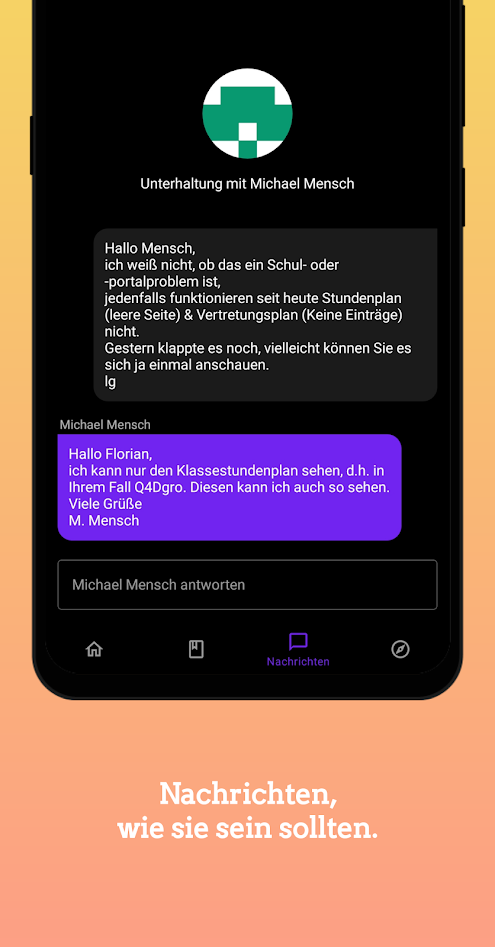 Unterhaltung mit Michael Mensch
Hallo Mensch,
ich weiß nicht, ob das ein Schul- oder
-portalproblem ist,
jedenfalls funktionieren seit heute Stundenplan
(leere Seite) & Vertretungsplan (Keine Einträge)
nicht.
Gestern klappte es noch, vielleicht können Sie es
sich ja einmal anschauen.
lg
Michael Mensch
Hallo Florian,
ich kann nur den Klassestundenplan sehen, d.h. in
Ihrem Fall Q4Dgro. Diesen kann ich auch so sehen.
Viele Grüße
M. Mensch
Michael Mensch antworten
Nachrichten
Nachrichten,
wie sie sein sollten.